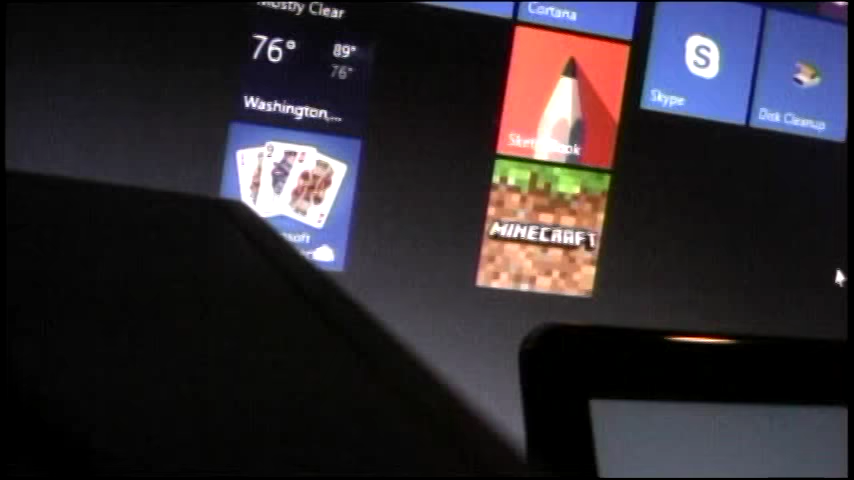 Mostly Clear
76°
89°
76°
Washington,...
Cortana
Skype
Disk Cleanup
MINECRAFT